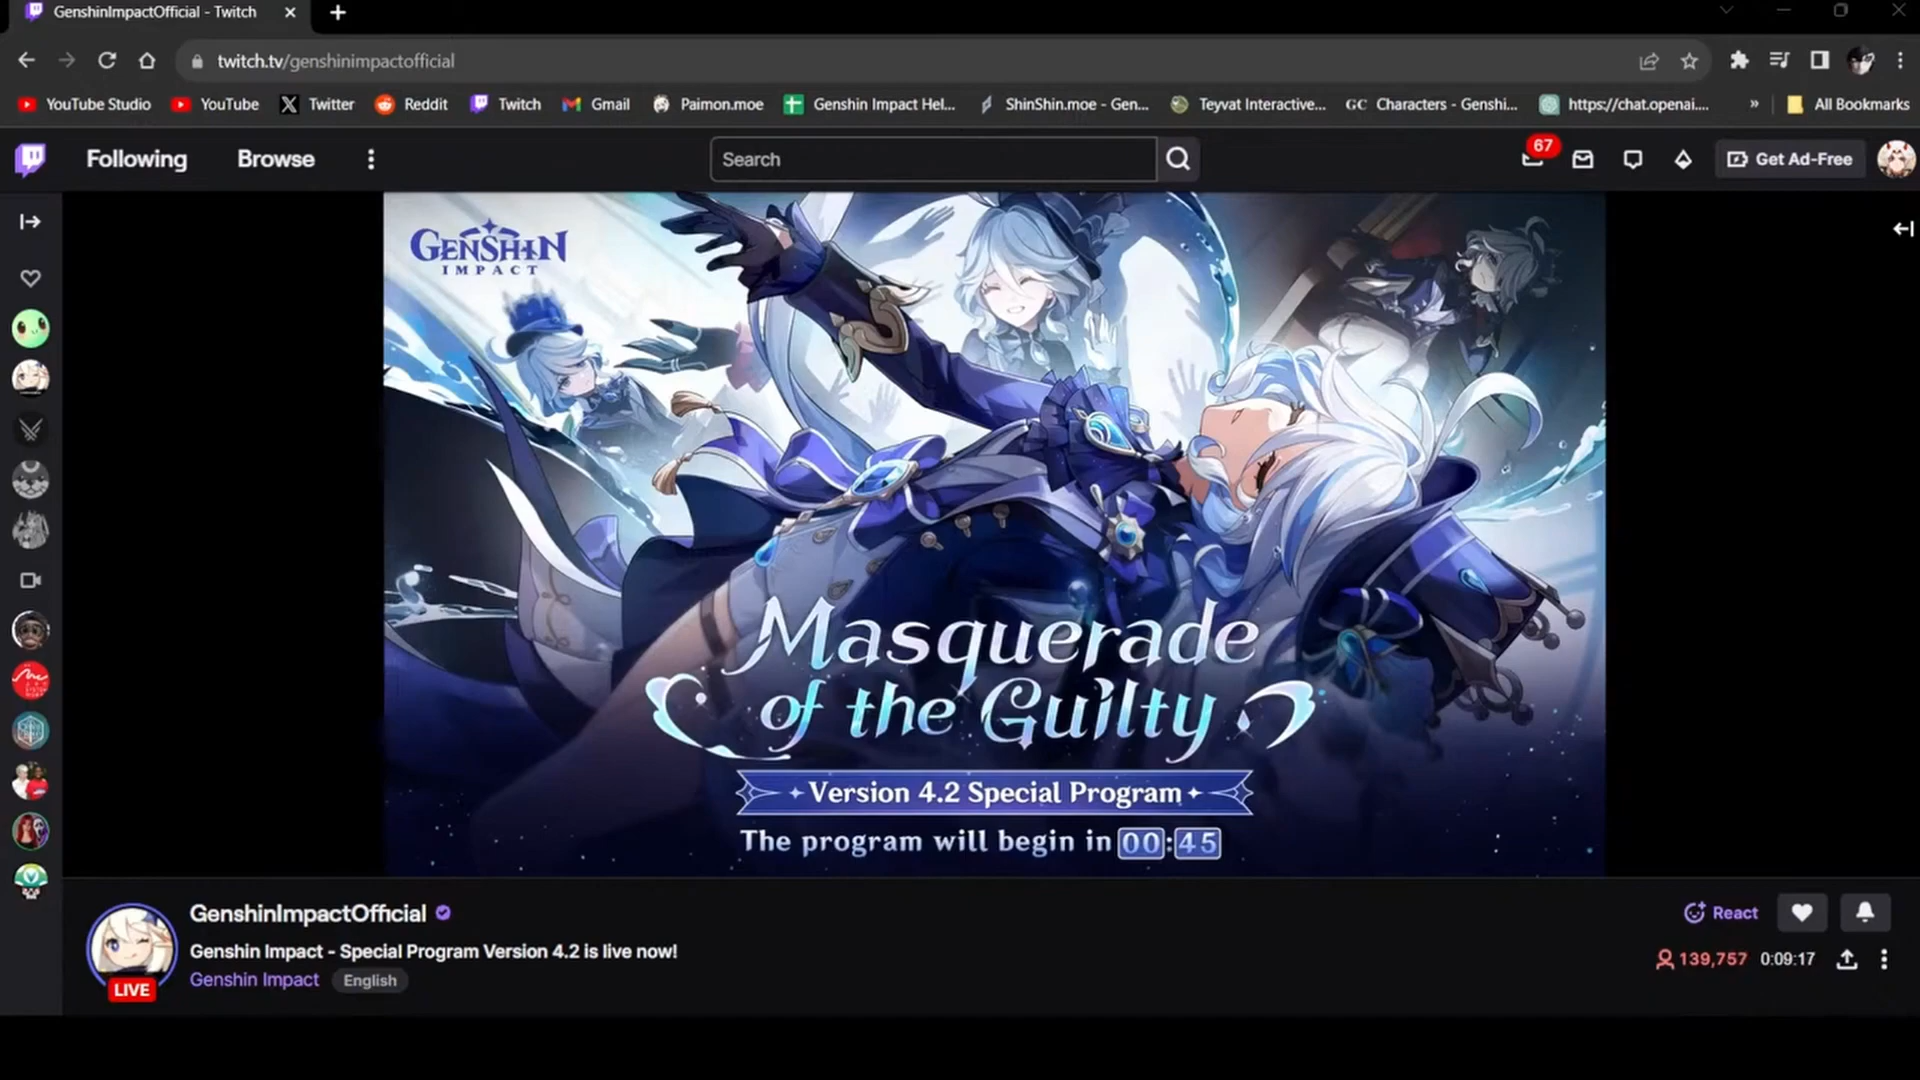 GenshinImpactOfficial - Twitch
twitch.tv/genshinimpactofficial
YouTube Studio YouTube Twitter Reddit Twitch Gmail Paimon.moe Genshin Impact Hel... ShinShin.moe - Gen... Teyvat Interactive... GC Characters - Genshi... https://chat.openai.... » All Bookmarks
Following Browse Search 67 Get Ad-Free
GENSHIN
IMPACT
Masquerade
of the Guilty
Version 4.2 Special Program
The program will begin in 00:45
GenshinImpactOfficial React
Genshin Impact - Special Program Version 4.2 is live now! 139,757 0:09:17
Genshin Impact English
LIVE